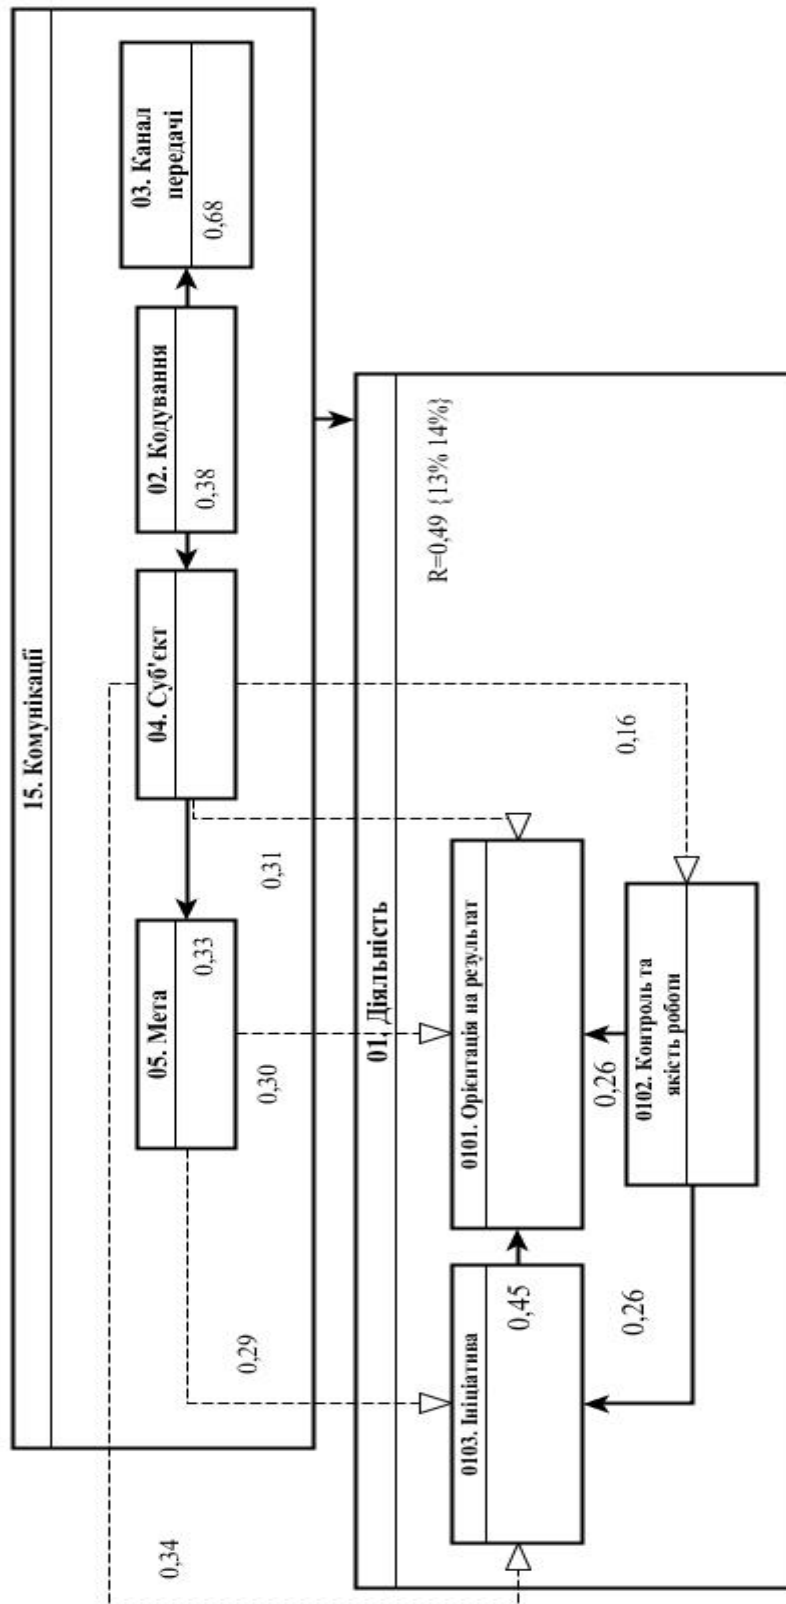 15. Комунікації
05. Мета
0,33
04. Суб'єкт
02. Кодування
0,38
03. Канал
передачі
0,68
0,34
0,29
0,30
0,31
0,16
01. Діяльність
R=0,49 {13% 14%}
0103. Ініціатива
0,45
0101. Орієнтація на результат
0,26
0,26
0102. Контроль та
якість роботи